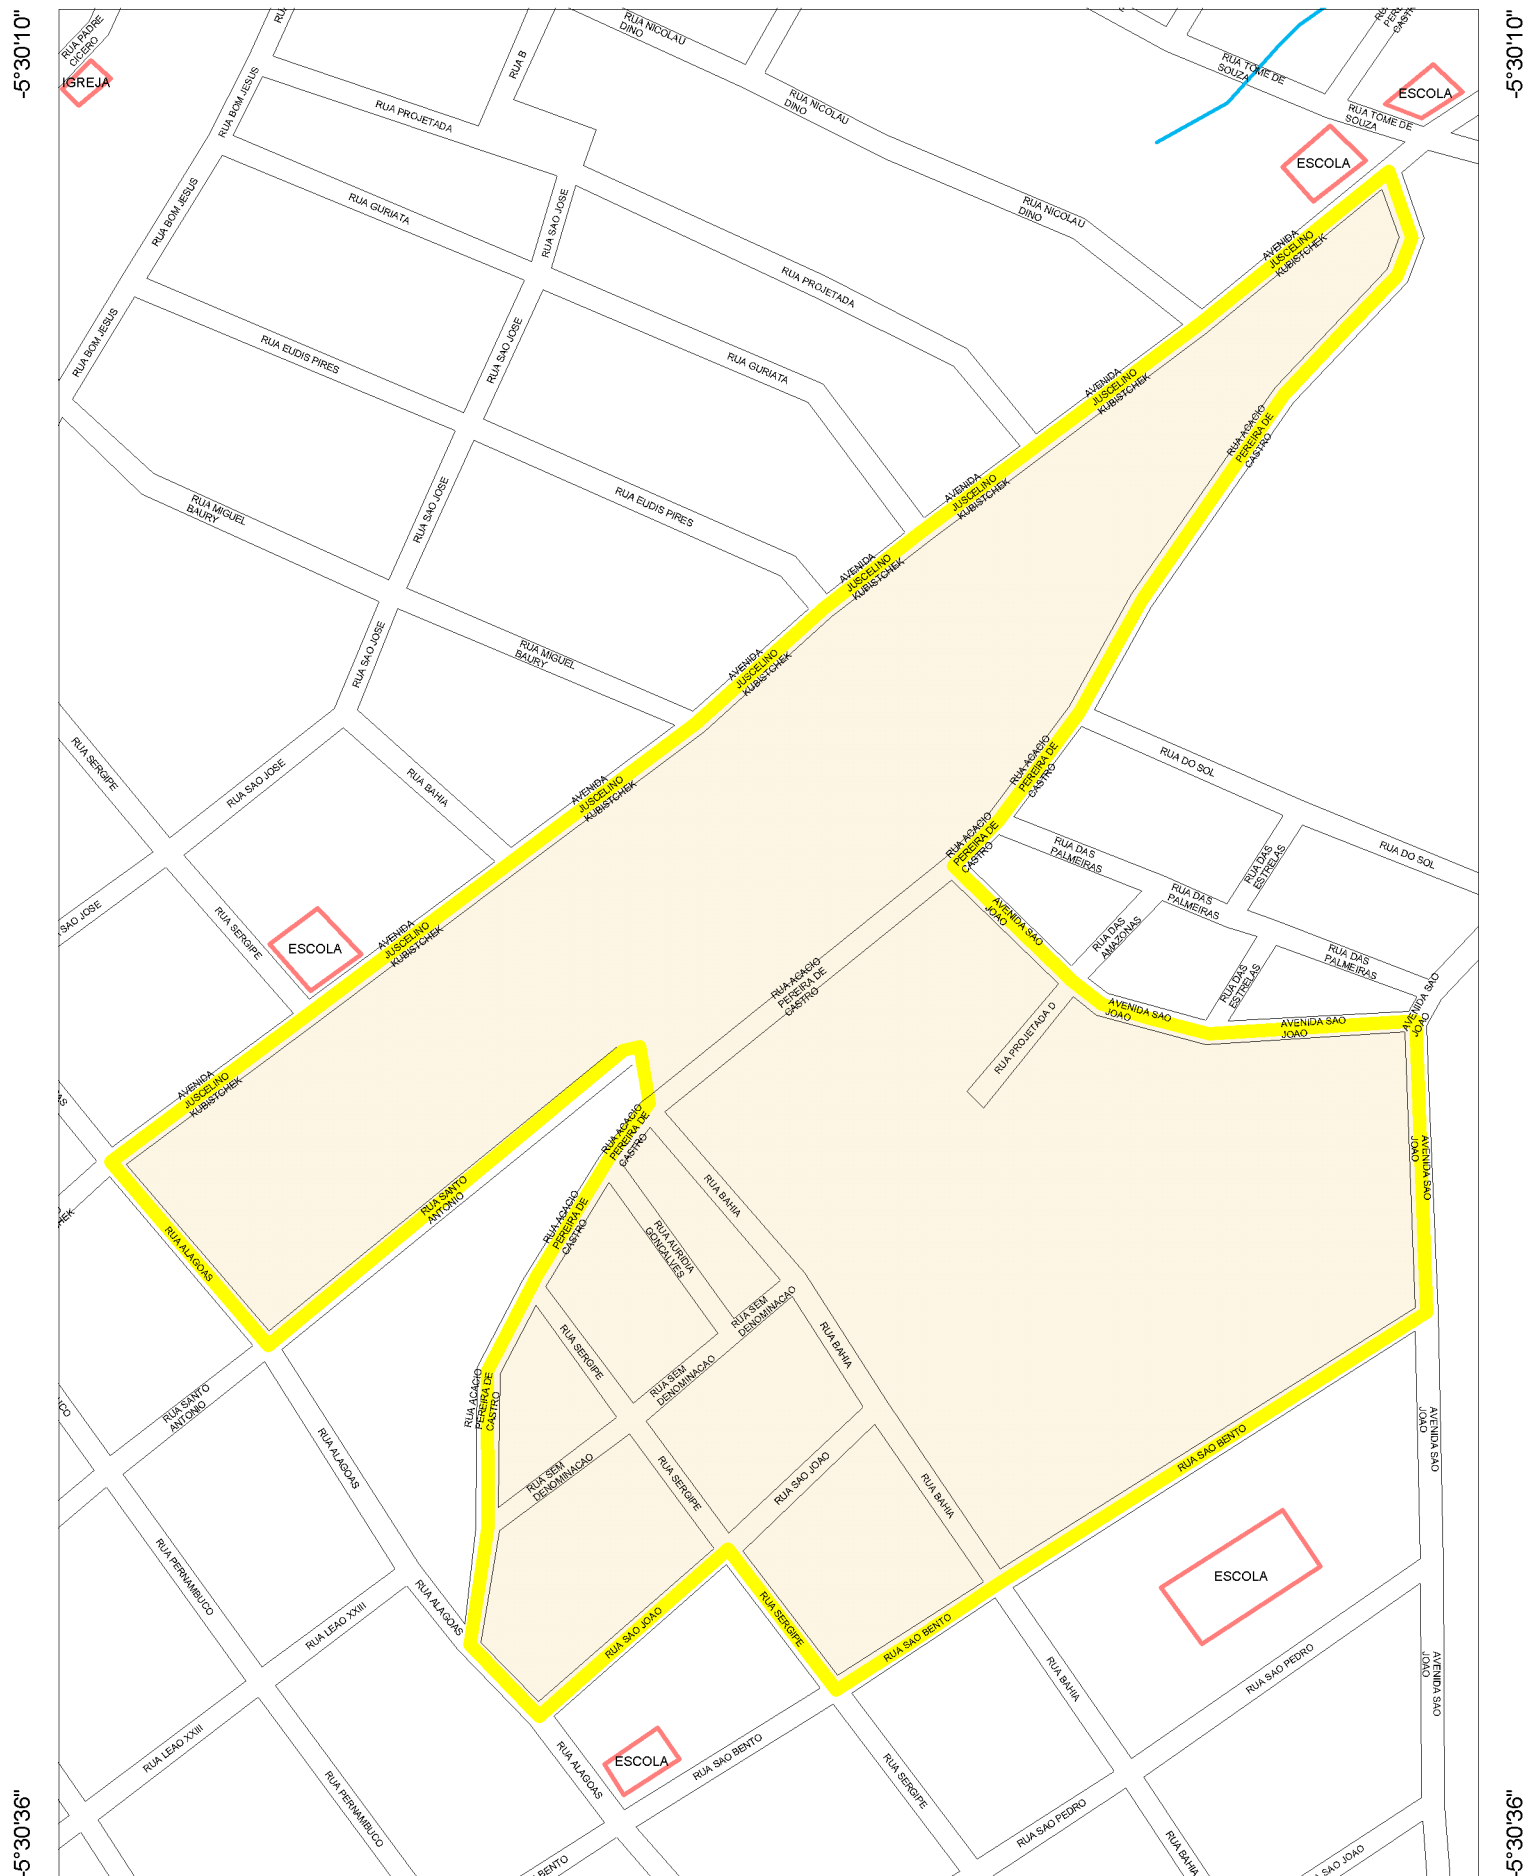 -5°30'10"
-5°30'10"
RUA PADRE
CICERO
IGREJA
RUA BOM JESUS
RUA PROJETADA
RUA B
RUA NICOLAU
DINO
RUA NICOLAU
DINO
RUA TOME DE
SOUZA
ESCOLA
RUA TOME DE
SOUZA
ESCOLA
RUA BOM JESUS
RUA GURIATA
RUA SAO JOSE
RUA NICOLAU
DINO
AVENIDA
JUSCELINO
KUBISTCHEK
RUA PROJETADA
RUA BOM JESUS
RUA EUDIS PIRES
RUA SAO JOSE
RUA GURIATA
AVENIDA
JUSCELINO
KUBISTCHEK
RUA ACACIO
PEREIRA DE
CASTRO
RUA MIGUEL
BAURY
RUA SAO JOSE
RUA EUDIS PIRES
AVENIDA
JUSCELINO
KUBISTCHEK
AVENIDA
JUSCELINO
KUBISTCHEK
RUA SAO JOSE
RUA MIGUEL
BAURY
AVENIDA
JUSCELINO
KUBISTCHEK
RUA SERGIPE
RUA SAO JOSE
RUA BAHIA
AVENIDA
JUSCELINO
KUBISTCHEK
RUA ACACIO
PEREIRA DE
CASTRO
RUA DO SOL
RUA ACACIO
PEREIRA DE
CASTRO
RUA DAS
PALMEIRAS
RUA DAS
ESTRELAS
RUA DO SOL
SAO JOSE
RUA SERGIPE
ESCOLA
AVENIDA
JUSCELINO
KUBISTCHEK
AVENIDA SAO
JOAO
RUA DAS
AMAZONAS
RUA DAS
PALMEIRAS
RUA DAS
PALMEIRAS
RUA DAS
ESTRELAS
RUA ACACIO
PEREIRA DE
CASTRO
RUA PROJETADA D
AVENIDA SAO
JOAO
AVENIDA SAO
JOAO
AVENIDA SAO
JOAO
AS
AVENIDA
JUSCELINO
KUBISTCHEK
RUA ACACIO
PEREIRA DE
CASTRO
AVENIDA SAO
JOAO
HEK
RUA ALAGOAS
RUA SANTO
ANTONIO
RUA ACACIO
PEREIRA DE
CASTRO
RUA BAHIA
RUA AURIDIA
GONCALVES
RUA SEM
DENOMINACAO
RUA SERGIPE
RUA BAHIA
RUA SEM
DENOMINACAO
RUA ACACIO
PEREIRA DE
CASTRO
UCO
RUA SANTO
ANTONIO
RUA ALAGOAS
RUA SEM
DENOMINACAO
RUA SERGIPE
RUA SAO JOAO
RUA BAHIA
RUA SAO BENTO
AVENIDA SAO
JOAO
RUA PERNAMBUCO
RUA LEAO XXIII
RUA ALAGOAS
RUA SAO JOAO
RUA SERGIPE
RUA SAO BENTO
ESCOLA
RUA BAHIA
RUA SAO PEDRO
AVENIDA SAO
JOAO
RUA LEAO XXIII
RUA PERNAMBUCO
RUA ALAGOAS
ESCOLA
RUA SAO BENTO
RUA SERGIPE
RUA SAO PEDRO
RUA BAHIA
BENTO
SAO JOAO
-5°30'36"
-5°30'36"